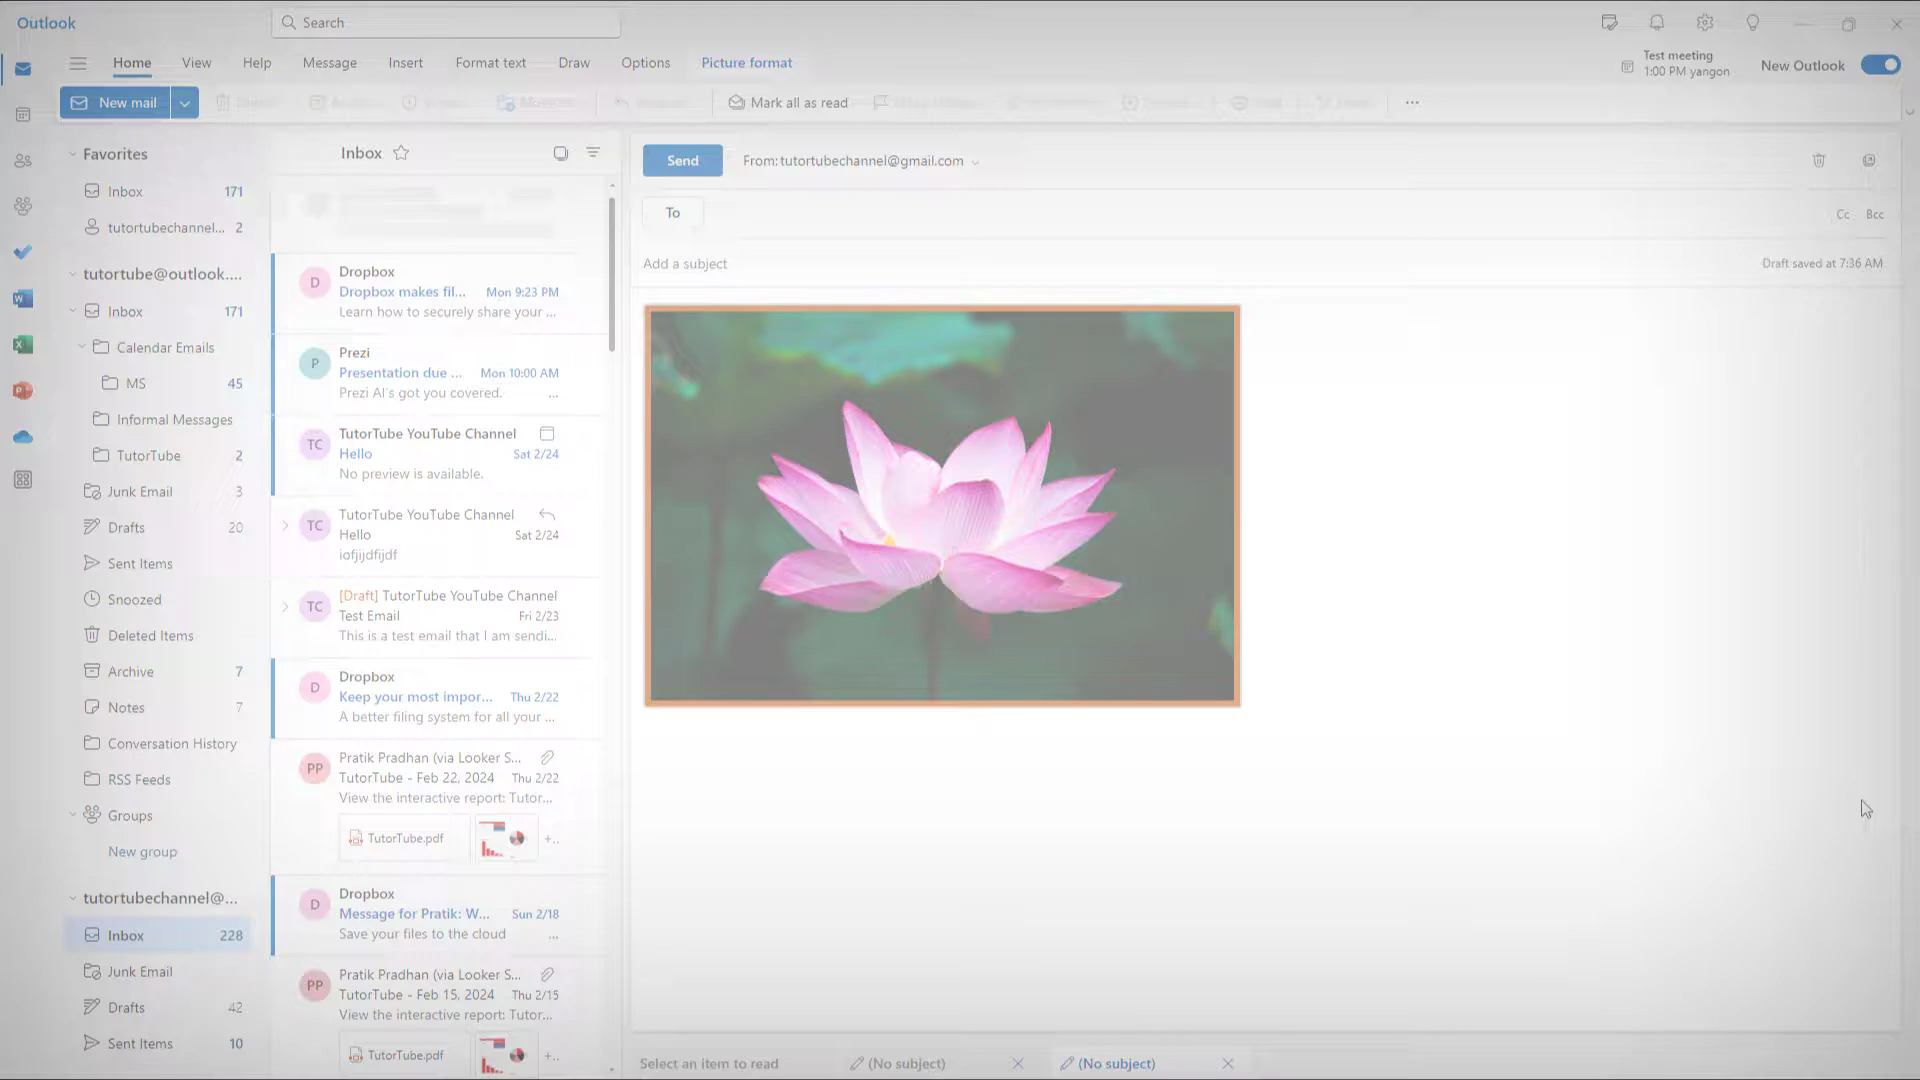 Outlook
Search
Home
View
Help
Message
Insert
Format text
Draw
Options
Picture format
Test meeting
1:00 PM yangon
New Outlook
New mail
Mark all as read
Favorites
Inbox 171
tutortubechannel... 2
tutortube@outlook....
Inbox 171
Calendar Emails
MS 45
Informal Messages
TutorTube 2
Junk Email 3
Drafts 20
Sent Items
Snoozed
Deleted Items
Archive 7
Notes 7
Conversation History
RSS Feeds
Groups
New group
tutortubechannel@...
Inbox 228
Junk Email
Drafts 42
Sent Items 10
Inbox
D
Dropbox
Dropbox makes fil... Mon 9:23 PM
Learn how to securely share your ...
P
Prezi
Presentation due ... Mon 10:00 AM
Prezi AI's got you covered. ...
TC
TutorTube YouTube Channel
Hello Sat 2/24
No preview is available.
TC
TutorTube YouTube Channel
Hello Sat 2/24
iofjijdfijdf
TC
[Draft] TutorTube YouTube Channel
Test Email Fri 2/23
This is a test email that I am sendi...
D
Dropbox
Keep your most impor... Thu 2/22
A better filing system for all your ...
PP
Pratik Pradhan (via Looker S...
TutorTube - Feb 22, 2024 Thu 2/22
View the interactive report: Tutor...
TutorTube.pdf +..
D
Dropbox
Message for Pratik: W... Sun 2/18
Save your files to the cloud ...
PP
Pratik Pradhan (via Looker S...
TutorTube - Feb 15, 2024 Thu 2/15
View the interactive report: Tutor...
TutorTube.pdf +..
Send
From: tutortubechannel@gmail.com
To
Cc Bcc
Add a subject
Draft saved at 7:36 AM
Select an item to read
(No subject)
(No subject)